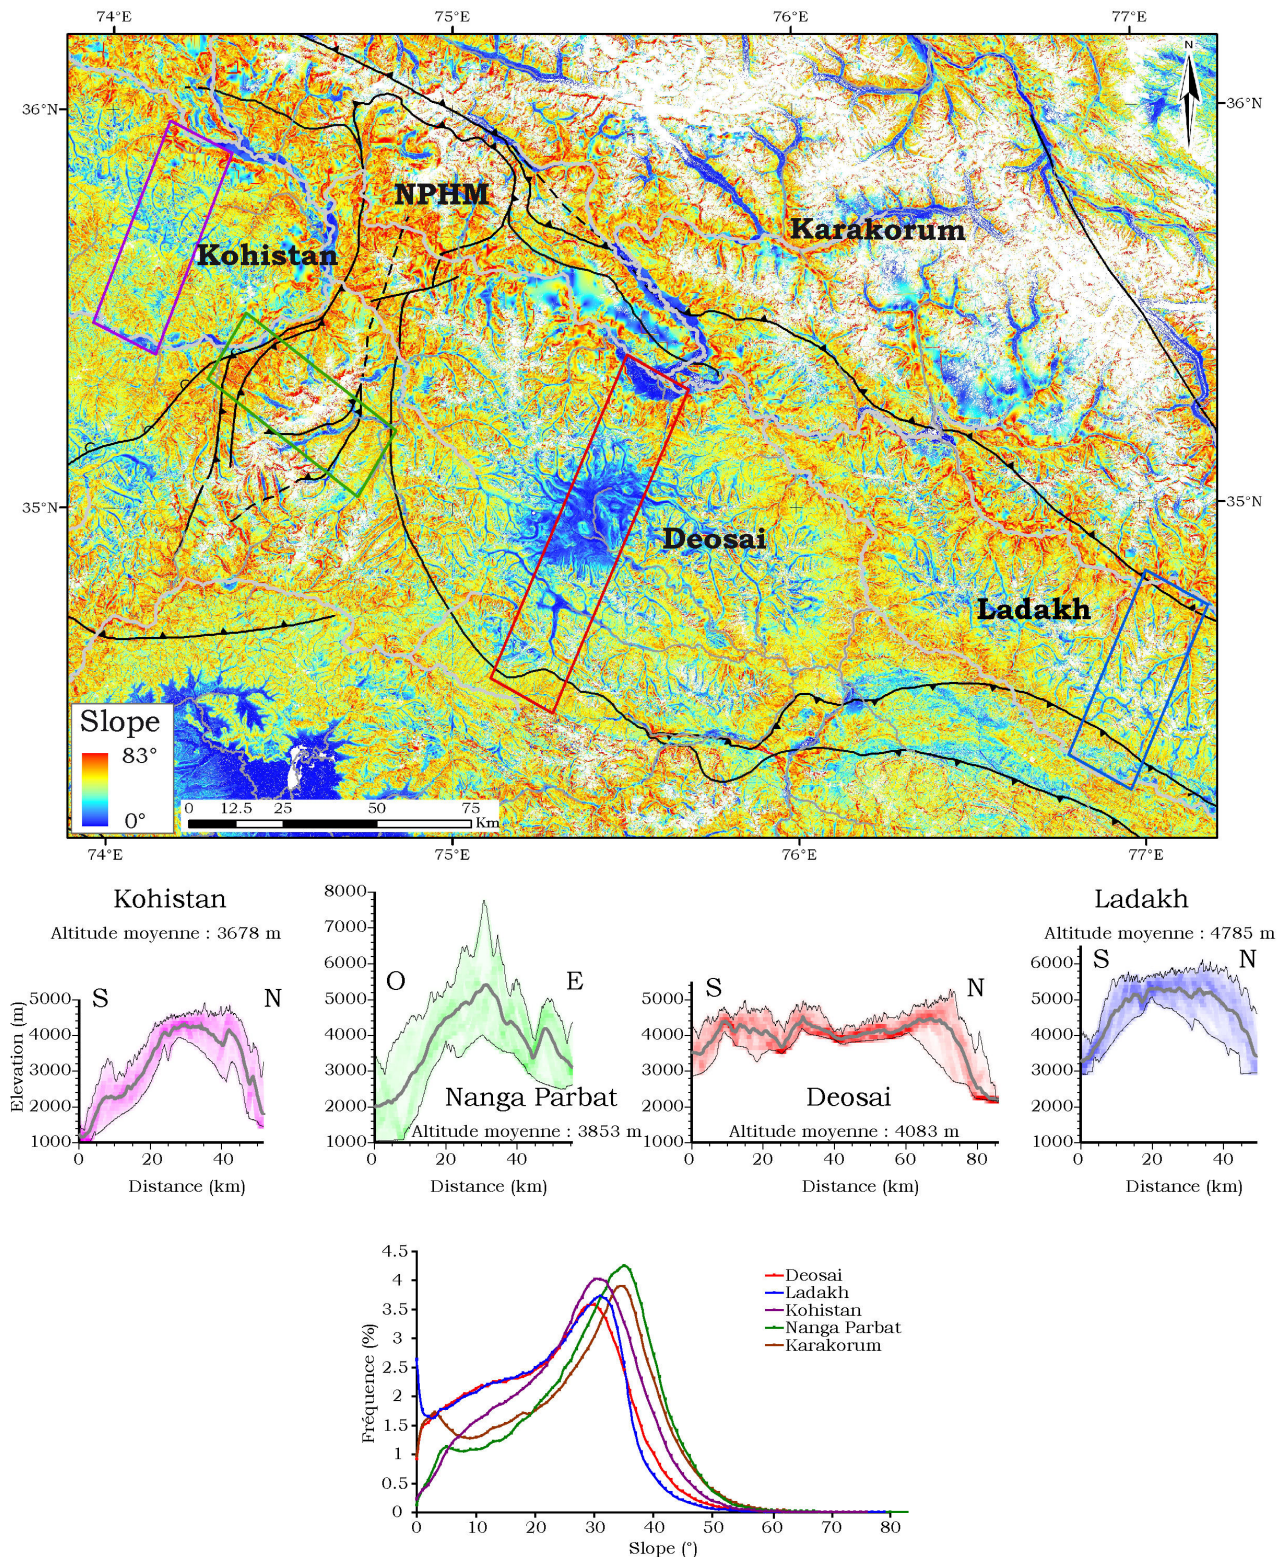 74°E 75°E 76°E 77°E
N
36°N 36°N
NPHM
Karakorum
Kohistan
35°N 35°N
Deosai
Ladakh
Slope
83°
0°
0 12.5 25 50 75
Km
74°E 75°E 76°E 77°E
Kohistan
Altitude moyenne : 3678 m
S N
5000
4000
3000
2000
1000
Elevation (m)
0 20 40
Distance (km)
8000
7000
6000
5000
4000
3000
2000
1000
O E
Nanga Parbat
Altitude moyenne : 3853 m
0 20 40
Distance (km)
S N
5000
4000
3000
2000
1000
Deosai
Altitude moyenne : 4083 m
0 20 40 60 80
Distance (km)
Ladakh
Altitude moyenne : 4785 m
S N
6000
5000
4000
3000
2000
1000
0 20 40
Distance (km)
4.5
4
3.5
3
2.5
2
1.5
1
0.5
0
Fréquence (%)
Deosai
Ladakh
Kohistan
Nanga Parbat
Karakorum
0 10 20 30 40 50 60 70 80
Slope (°)